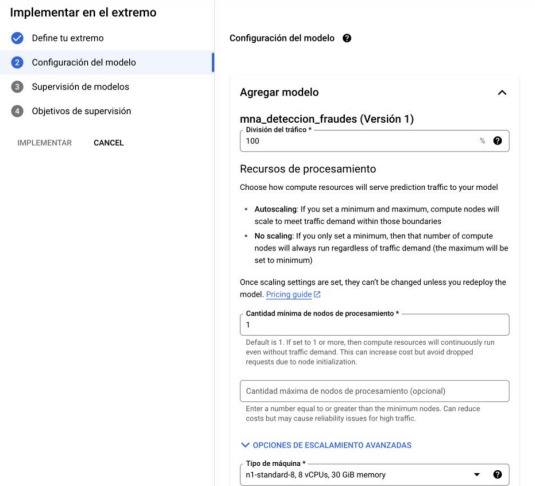 Implementar en el extremo
Define tu extremo
2 Configuración del modelo
3 Supervisión de modelos
4 Objetivos de supervisión
IMPLEMENTAR CANCEL
Configuración del modelo ?
Agregar modelo
mna_deteccion_fraudes (Versión 1)
División del tráfico *
100 % ?
Recursos de procesamiento
Choose how compute resources will serve prediction traffic to your model
• Autoscaling: If you set a minimum and maximum, compute nodes will
scale to meet traffic demand within those boundaries
• No scaling: If you only set a minimum, then that number of compute
nodes will always run regardless of traffic demand (the maximum will be
set to minimum)
Once scaling settings are set, they can't be changed unless you redeploy the
model. Pricing guide
Cantidad mínima de nodos de procesamiento *
1
Default is 1. If set to 1 or more, then compute resources will continuously run
even without traffic demand. This can increase cost but avoid dropped
requests due to node initialization.
Cantidad máxima de nodos de procesamiento (opcional)
Enter a number equal to or greater than the minimum nodes. Can reduce
costs but may cause reliability issues for high traffic.
OPCIONES DE ESCALAMIENTO AVANZADAS
Tipo de máquina *
n1-standard-8, 8 vCPUs, 30 GiB memory ?